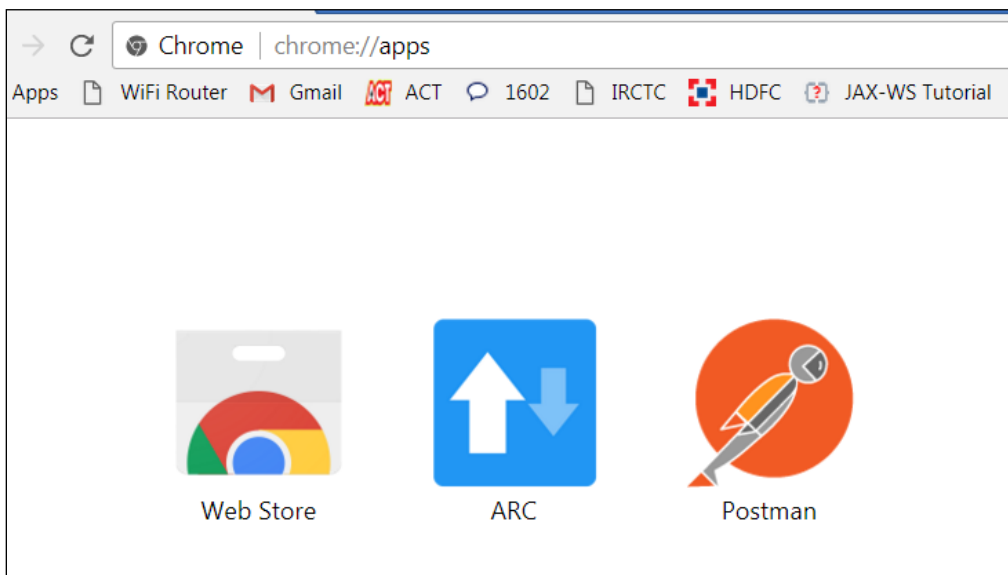 Chrome chrome://apps
Apps WiFi Router Gmail ACT ACT 1602 IRCTC HDFC {?} JAX-WS Tutorial
Web Store ARC Postman